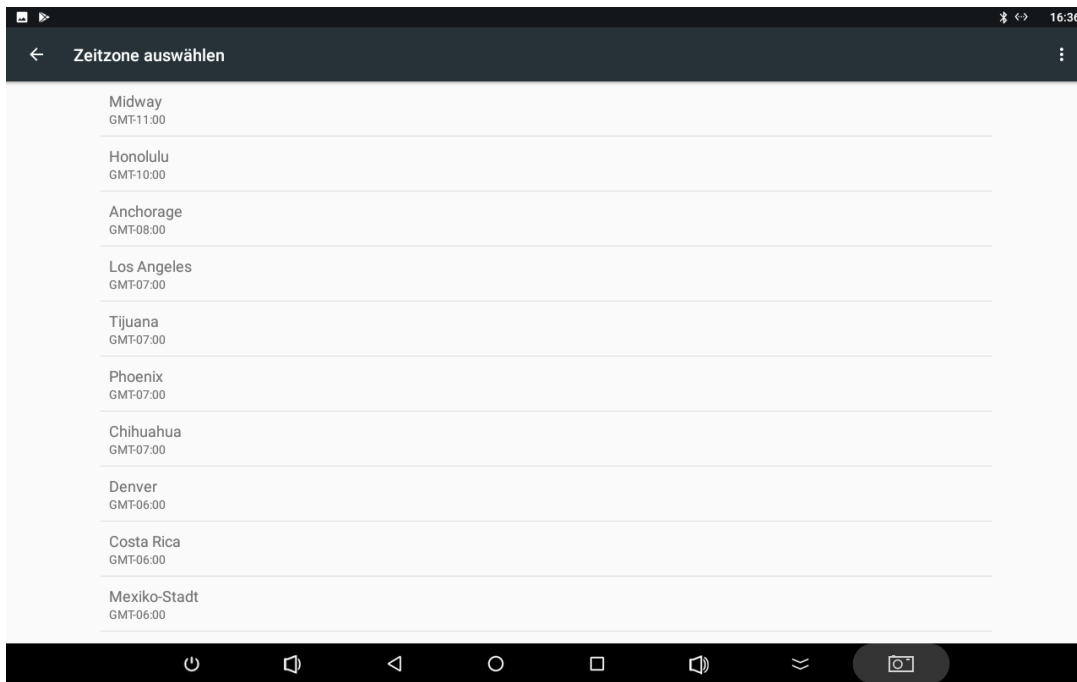 16:36
Zeitzone auswählen
Midway
GMT-11:00
Honolulu
GMT-10:00
Anchorage
GMT-08:00
Los Angeles
GMT-07:00
Tijuana
GMT-07:00
Phoenix
GMT-07:00
Chihuahua
GMT-07:00
Denver
GMT-06:00
Costa Rica
GMT-06:00
Mexiko-Stadt
GMT-06:00